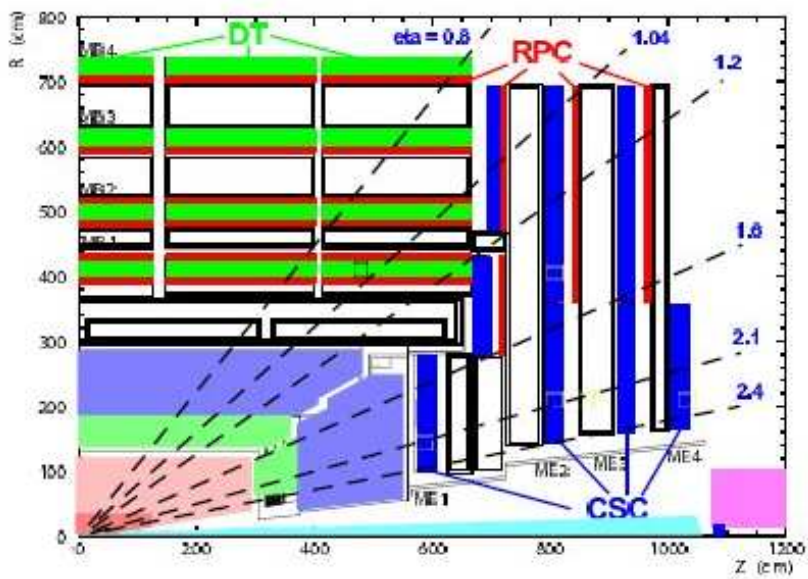 R (cm)
800
700
600
500
400
300
200
100
0
MB4
MB3
MB2
MB1
DT
eta = 0.8
RPC
1.04
1.2
1.6
2.1
2.4
ME1
ME2
ME3
ME4
CSC
0
200
400
600
800
1000
1200
Z (cm)